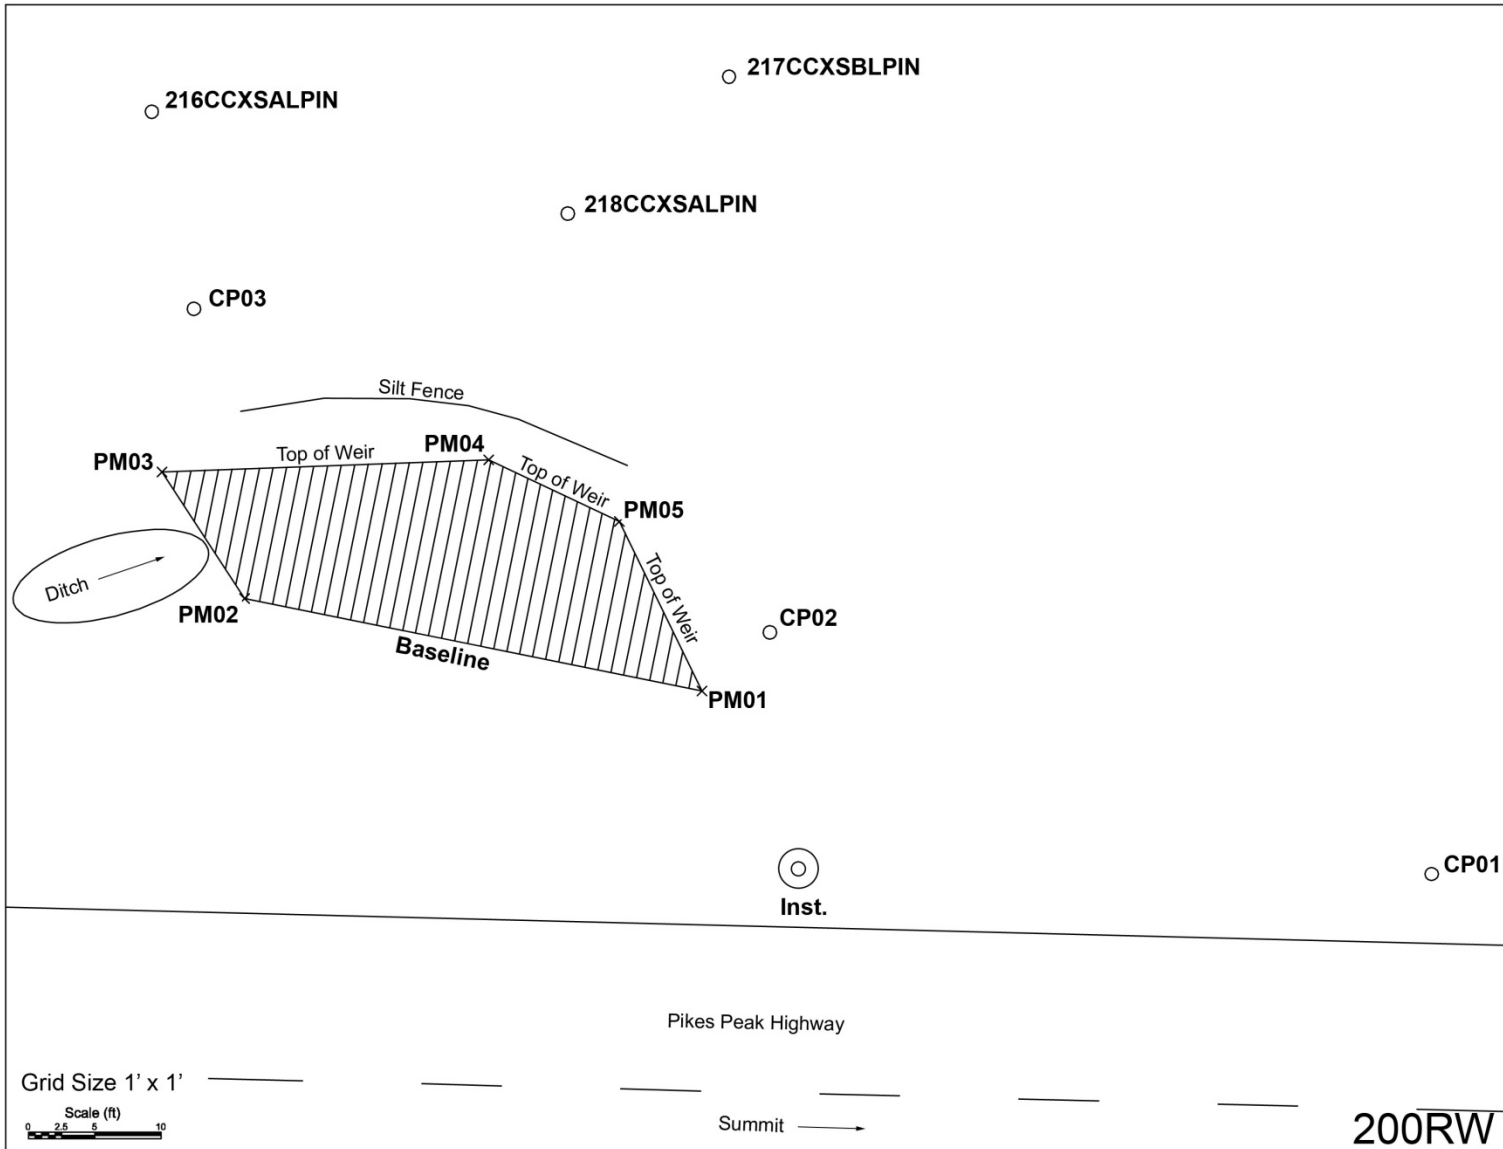 217CCXSBLPIN
216CCXSALPIN
218CCXSALPIN
CP03
Silt Fence
PM04
Top of Weir
PM03
Top of Weir
PM05
Top of Weir
Ditch
PM02
CP02
Baseline
PM01
CP01
Inst.
Pikes Peak Highway
Grid Size 1’ x 1’
Scale (ft)
0 2.5 5 10
Summit
200RW